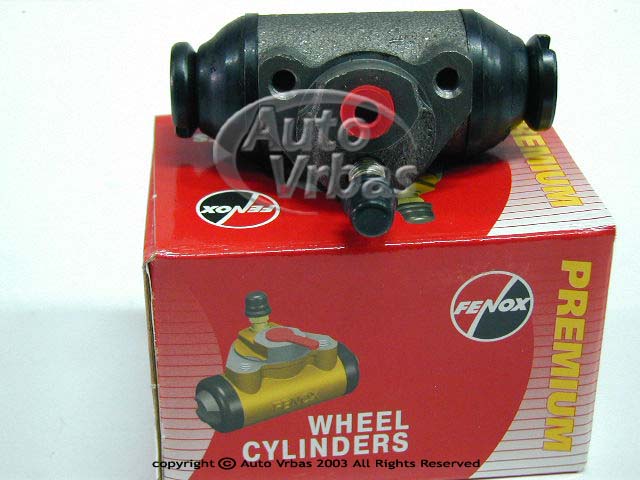 Auto
Vrbas
PREMIUM
FENOX
FENOX
PREMIUM
FENOX
WHEEL
CYLINDERS
copyright © Auto Vrbas 2003 All Rights Reserved